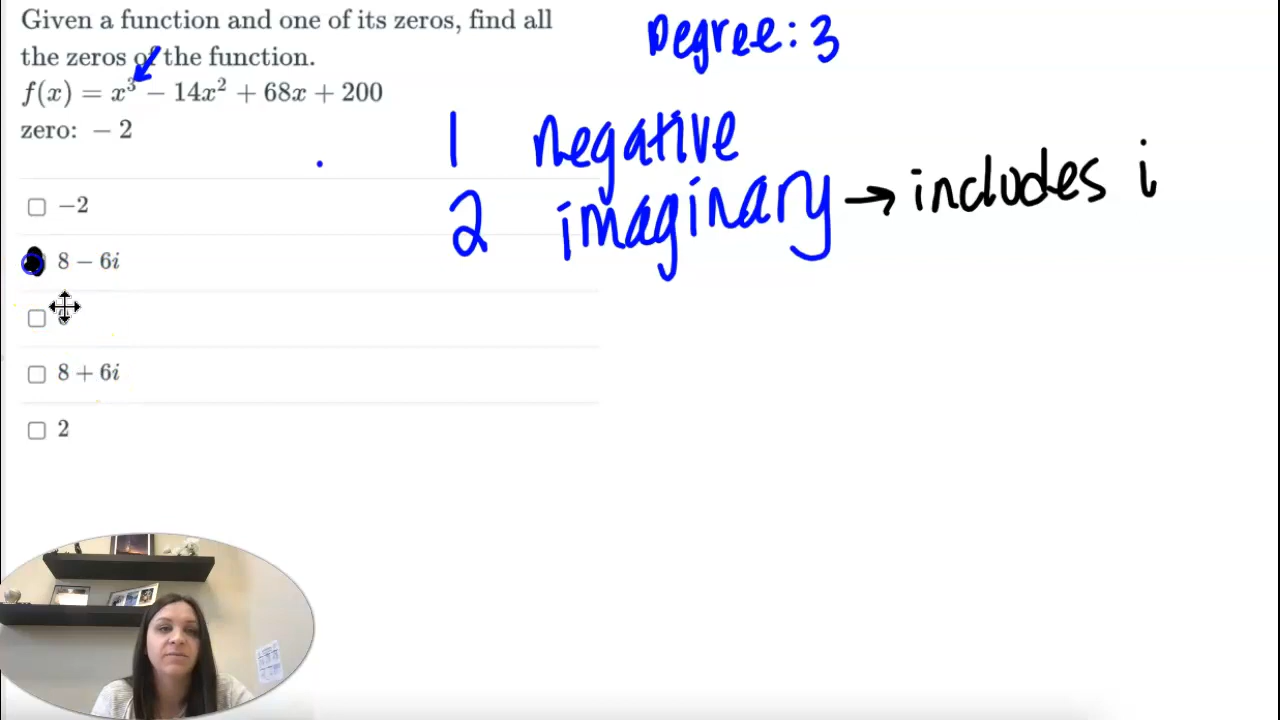 Given a function and one of its zeros, find all
the zeros of the function.
f(x) = x³ − 14x² + 68x + 200
zero: − 2
Degree: 3
1 negative
2 imaginary → includes i
−2
8 − 6i
8 + 6i
2